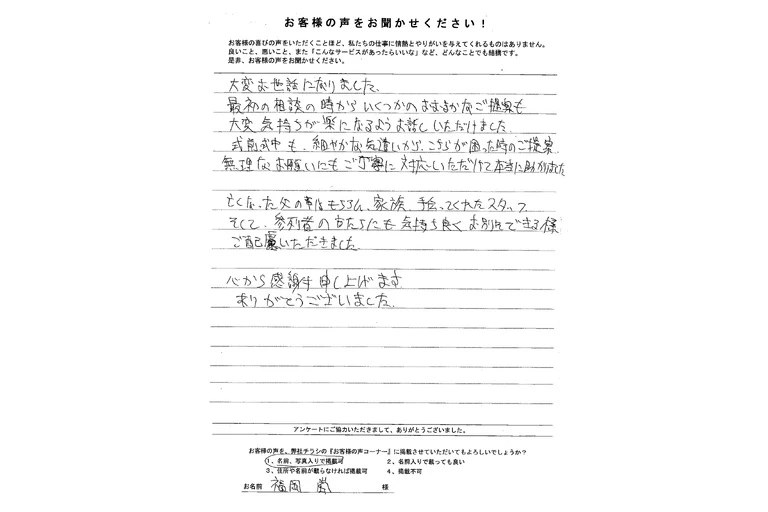 お客様の声をお聞かせください！
お客様の喜びの声をいただくことほど、私たちの仕事に情熱とやりがいを与えてくれるものはありません。
良いこと、悪いこと、また「こんなサービスがあったらいいな」など、どんなことでも結構です。
是非、お客様の声をお聞かせください。
大変お世話になりました。
最初の相談の時からいくつかのおおまかなご提案も
大変気持ちが楽になるようお話しいただけました。
式前式中も、細やかな気遣いから、こちらが困った時のご提案、
無理なお願いにもご丁寧に対応いただけて本当に助かりました
亡くなった父の事はもちろん、家族、手伝ってくれたスタッフ
そして、参列者の方たちにも気持ち良くお別れできる様
ご配慮いただきました
心から感謝申し上げます
ありがとうございました。
アンケートにご協力いただきまして、ありがとうございました。
お客様の声を、弊社チラシの『お客様の声コーナー』に掲載させていただいてもよろしいでしょうか？
1、名前、写真入りで掲載可 2、名前入りで載っても良い
3、住所や名前が載らなければ掲載可 4、掲載不可
お名前 福岡 様